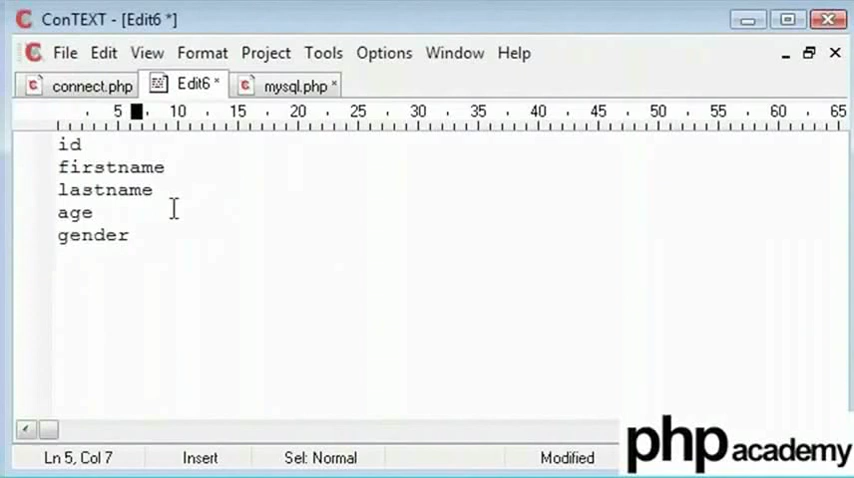 ConTEXT - [Edit6 *]
File Edit View Format Project Tools Options Window Help
connect.php Edit6 * mysql.php *
5 10 15 20 25 30 35 40 45 50 55 60 65
id
firstname
lastname
age
gender
Ln 5, Col 7 Insert Sel: Normal Modified
php academy